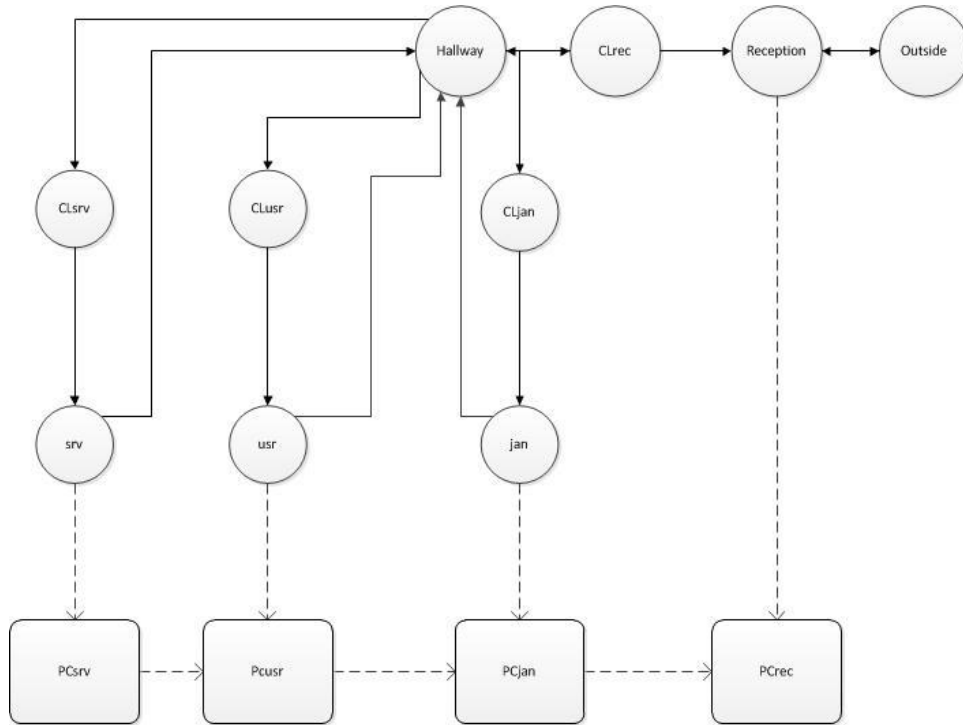 Hallway
CLrec
Reception
Outside
CLsrv
CLusr
CLjan
srv
usr
jan
PCsrv
Pcusr
PCjan
PCrec